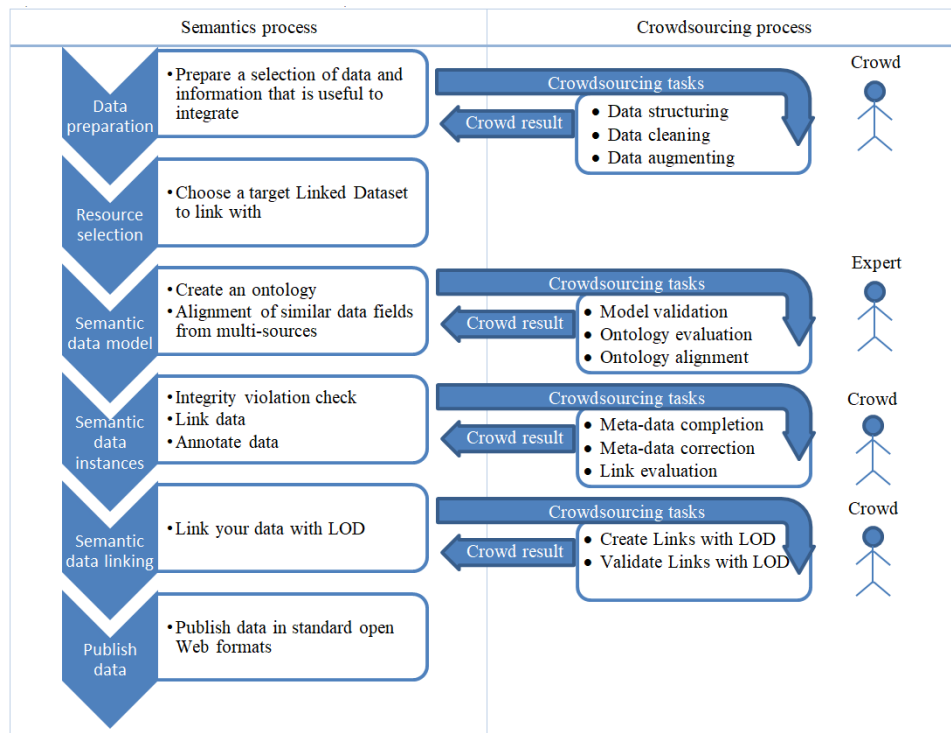 Semantics process
Crowdsourcing process
Data
preparation
• Prepare a selection of data and
information that is useful to
integrate
Crowdsourcing tasks
Crowd result
• Data structuring
• Data cleaning
• Data augmenting
Crowd
Resource
selection
• Choose a target Linked Dataset
to link with
Semantic
data model
• Create an ontology
• Alignment of similar data fields
from multi-sources
Crowdsourcing tasks
Crowd result
• Model validation
• Ontology evaluation
• Ontology alignment
Expert
Semantic
data
instances
• Integrity violation check
• Link data
• Annotate data
Crowdsourcing tasks
Crowd result
• Meta-data completion
• Meta-data correction
• Link evaluation
Crowd
Semantic
data linking
• Link your data with LOD
Crowdsourcing tasks
Crowd result
• Create Links with LOD
• Validate Links with LOD
Crowd
Publish
data
• Publish data in standard open
Web formats